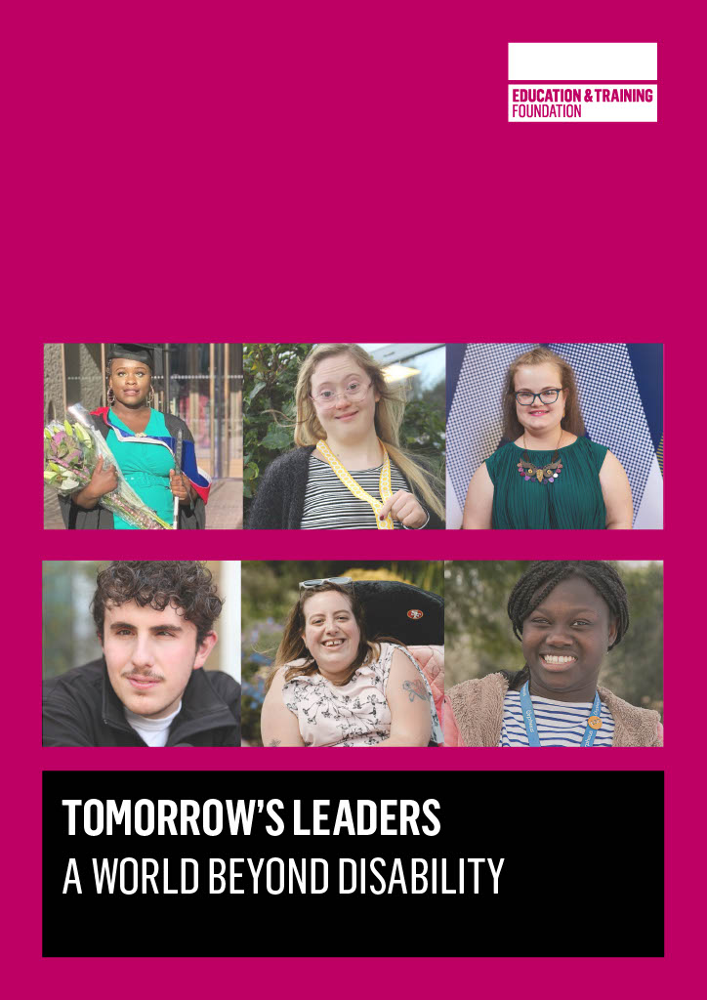 EDUCATION & TRAINING
FOUNDATION
TOMORROW'S LEADERS
A WORLD BEYOND DISABILITY